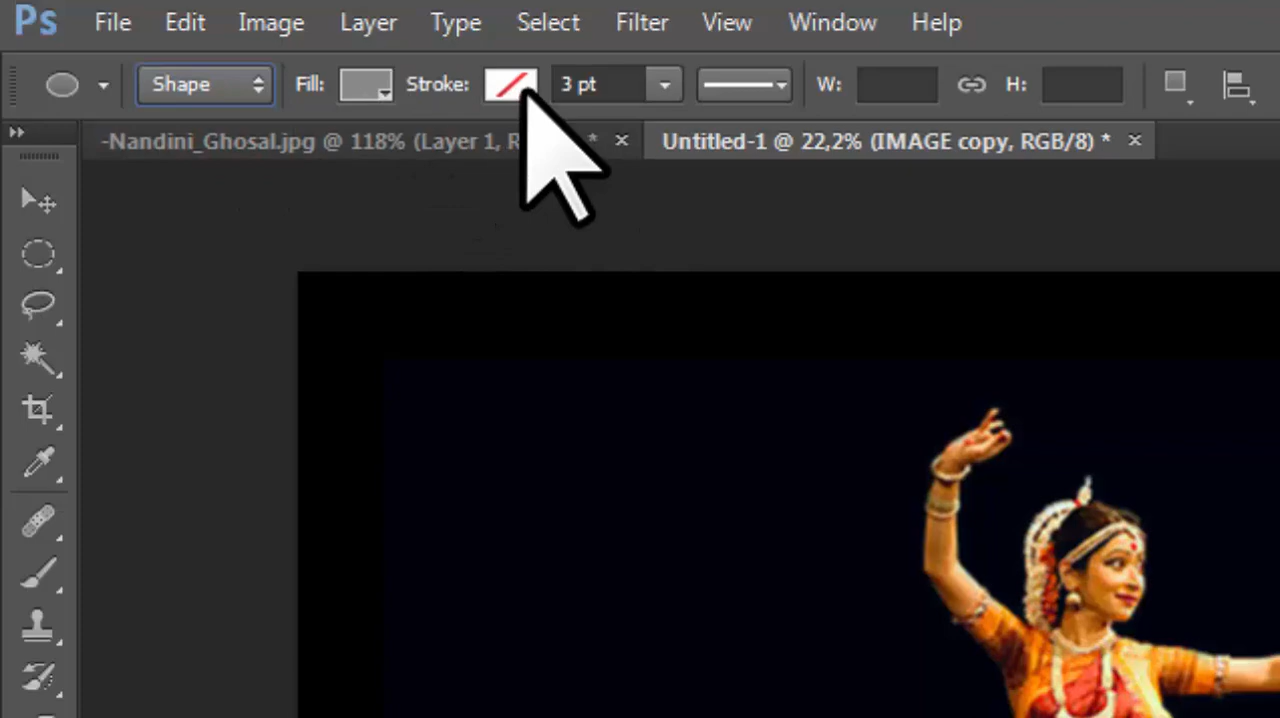 Ps File Edit Image Layer Type Select Filter View Window Help
Shape Fill: Stroke: 3 pt W: H:
-Nandini_Ghosal.jpg @ 118% (Layer 1, * × Untitled-1 @ 22,2% (IMAGE copy, RGB/8) * ×